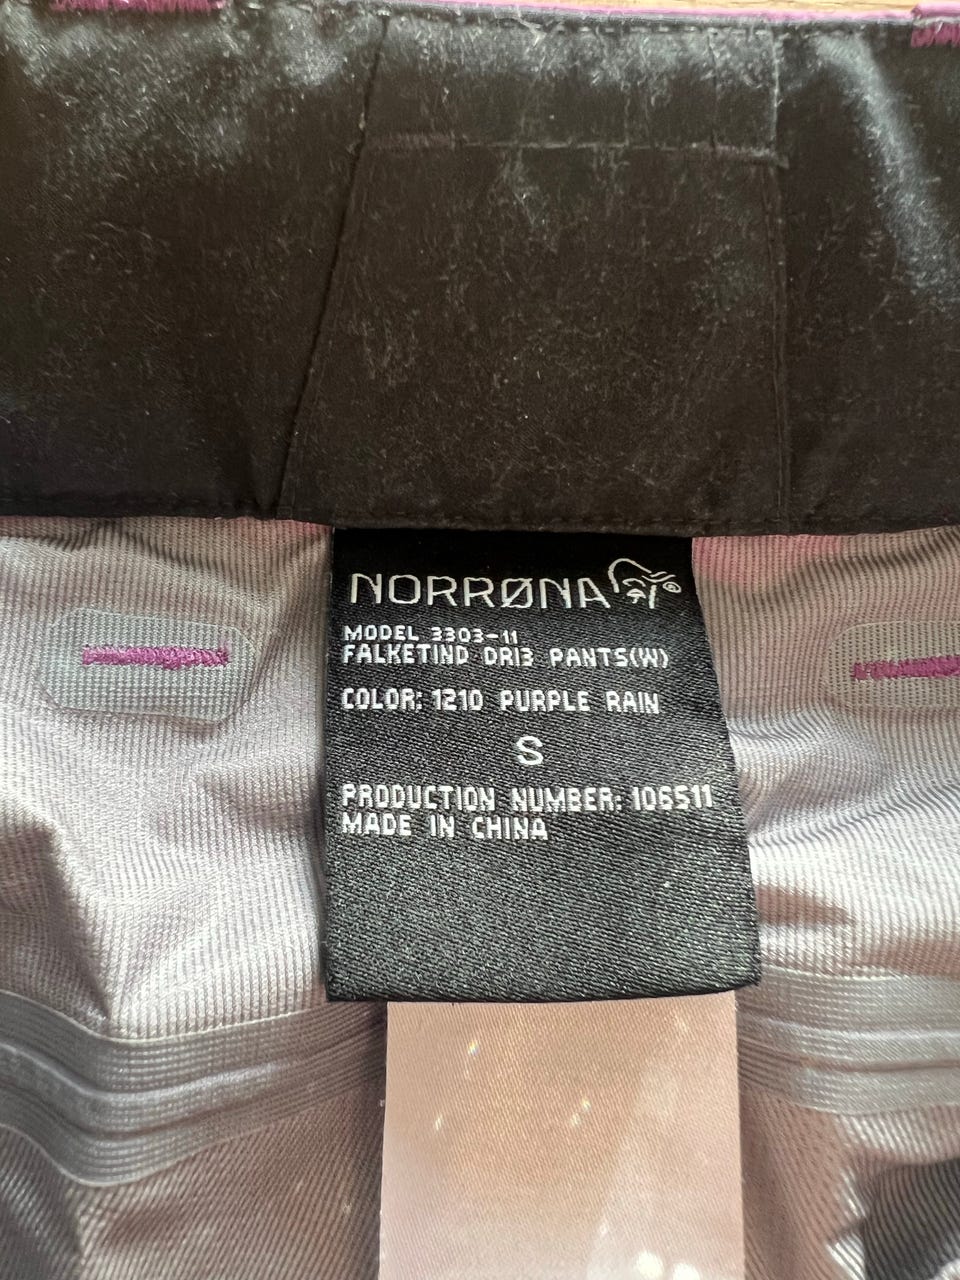 NORRØNA
MODEL 3303-11
FALKETIND DRI3 PANTS(W)
COLOR: 1210 PURPLE RAIN
S
PRODUCTION NUMBER: 106511
MADE IN CHINA